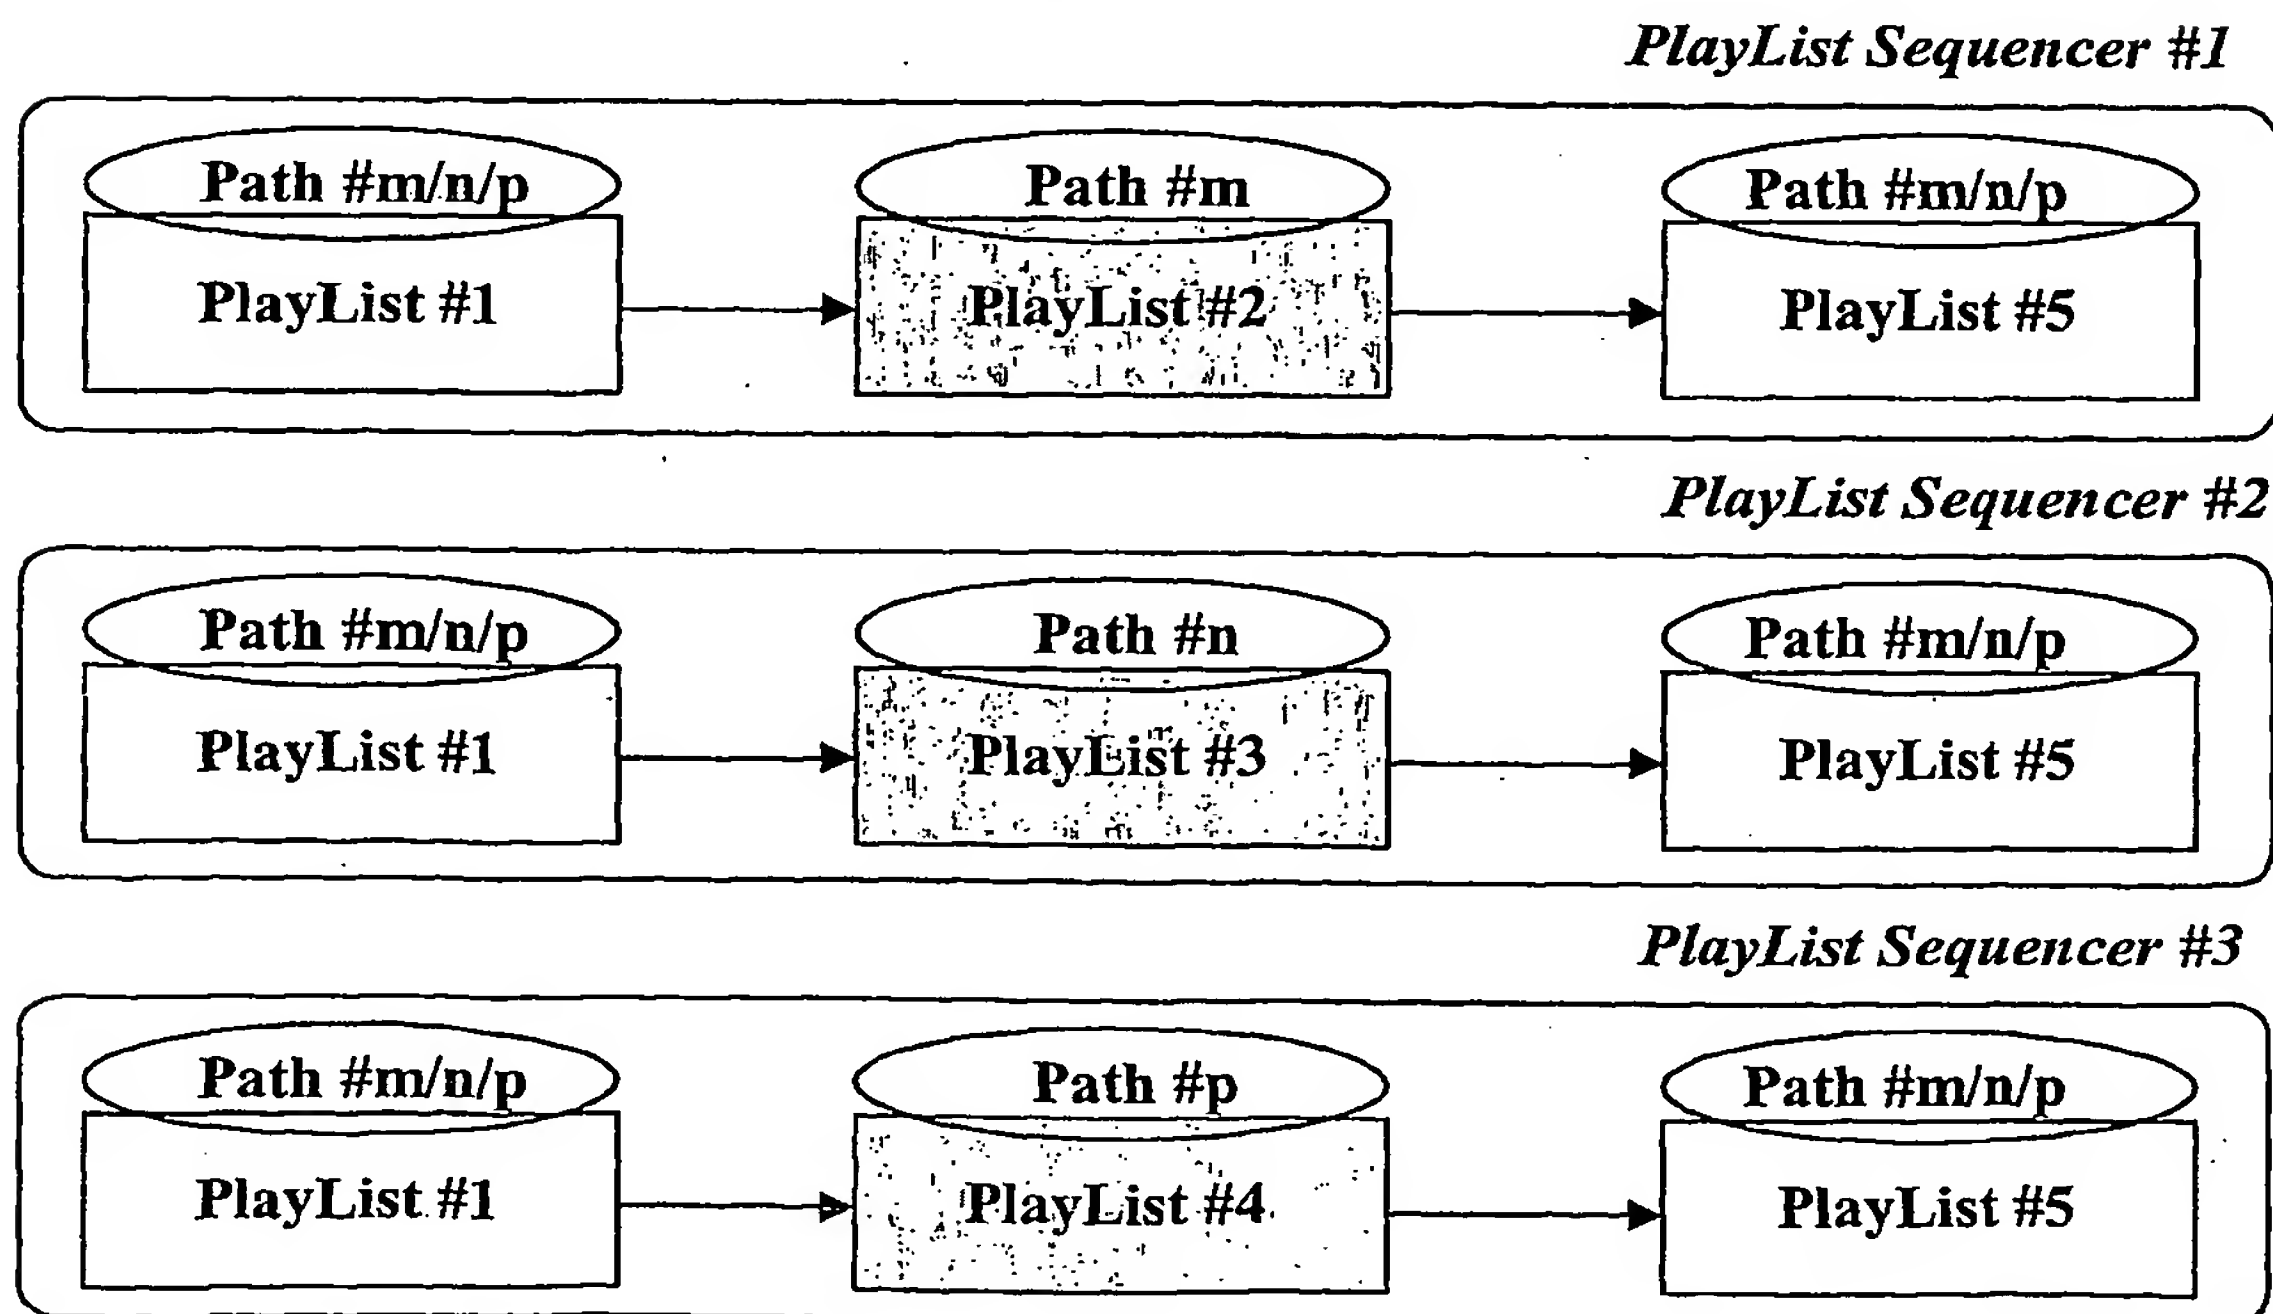 PlayList Sequencer #1
Path #m/n/p
Path #m
Path #m/n/p
PlayList #1
PlayList #2
PlayList #5
PlayList Sequencer #2
Path #m/n/p
Path #n
Path #m/n/p
PlayList #1
PlayList #3
PlayList #5
PlayList Sequencer #3
Path #m/n/p
Path #p
Path #m/n/p
PlayList #1
PlayList #4
PlayList #5